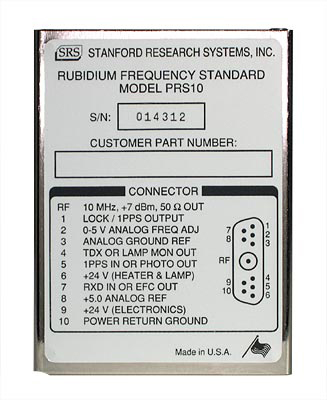 SRS STANFORD RESEARCH SYSTEMS, INC.
RUBIDIUM FREQUENCY STANDARD
MODEL PRS10
S/N: 014312
CUSTOMER PART NUMBER:
CONNECTOR
RF 10 MHz, +7 dBm, 50 Ω OUT
1 LOCK / 1PPS OUTPUT
2 0-5 V ANALOG FREQ ADJ
3 ANALOG GROUND REF
4 TDX OR LAMP MON OUT
5 1PPS IN OR PHOTO OUT
6 +24 V (HEATER & LAMP)
7 RXD IN OR EFC OUT
8 +5.0 ANALOG REF
9 +24 V (ELECTRONICS)
10 POWER RETURN GROUND
1
7 2
8 3
RF
4
9 5
10 6
Made in U.S.A.